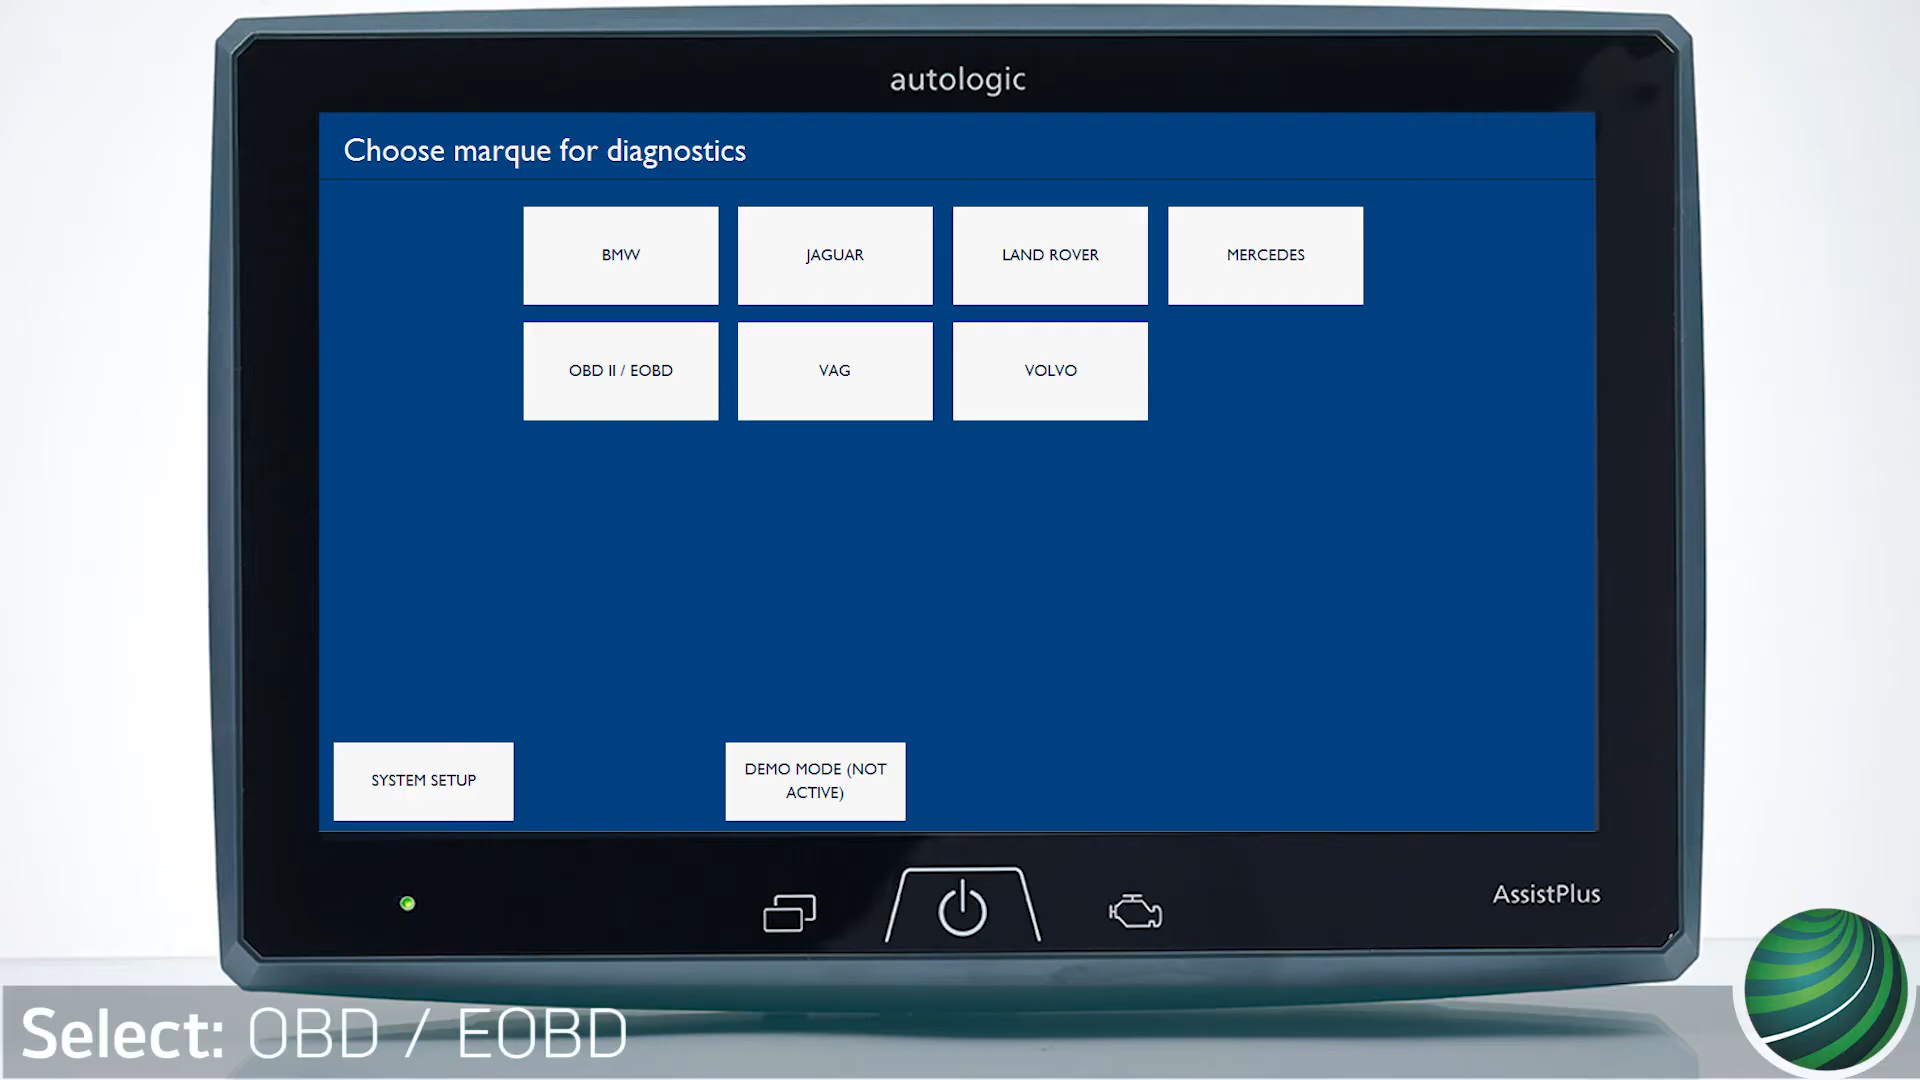 autologic
Choose marque for diagnostics
BMW
JAGUAR
LAND ROVER
MERCEDES
OBD II / EOBD
VAG
VOLVO
SYSTEM SETUP
DEMO MODE (NOT
ACTIVE)
AssistPlus
Select: OBD / EOBD